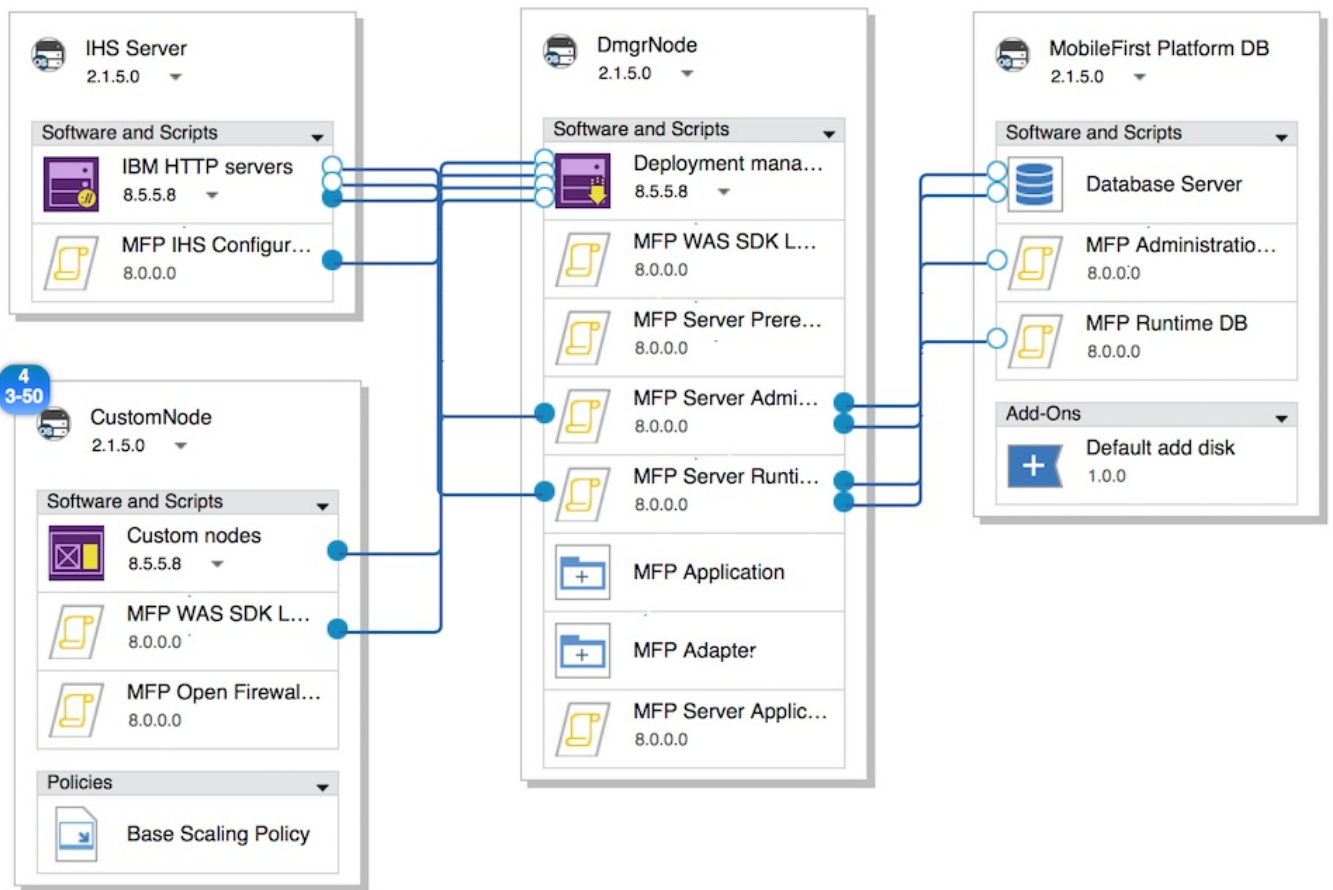 IHS Server
2.1.5.0
Software and Scripts
IBM HTTP servers
8.5.5.8
MFP IHS Configur...
8.0.0.0
4
3-50
CustomNode
2.1.5.0
Software and Scripts
Custom nodes
8.5.5.8
MFP WAS SDK L...
8.0.0.0
MFP Open Firewal...
8.0.0.0
Policies
Base Scaling Policy
DmgrNode
2.1.5.0
Software and Scripts
Deployment mana...
8.5.5.8
MFP WAS SDK L...
8.0.0.0
MFP Server Prere...
8.0.0.0
MFP Server Admi...
8.0.0.0
MFP Server Runti...
8.0.0.0
MFP Application
MFP Adapter
MFP Server Applic...
8.0.0.0
MobileFirst Platform DB
2.1.5.0
Software and Scripts
Database Server
MFP Administratio...
8.0.0.0
MFP Runtime DB
8.0.0.0
Add-Ons
Default add disk
1.0.0